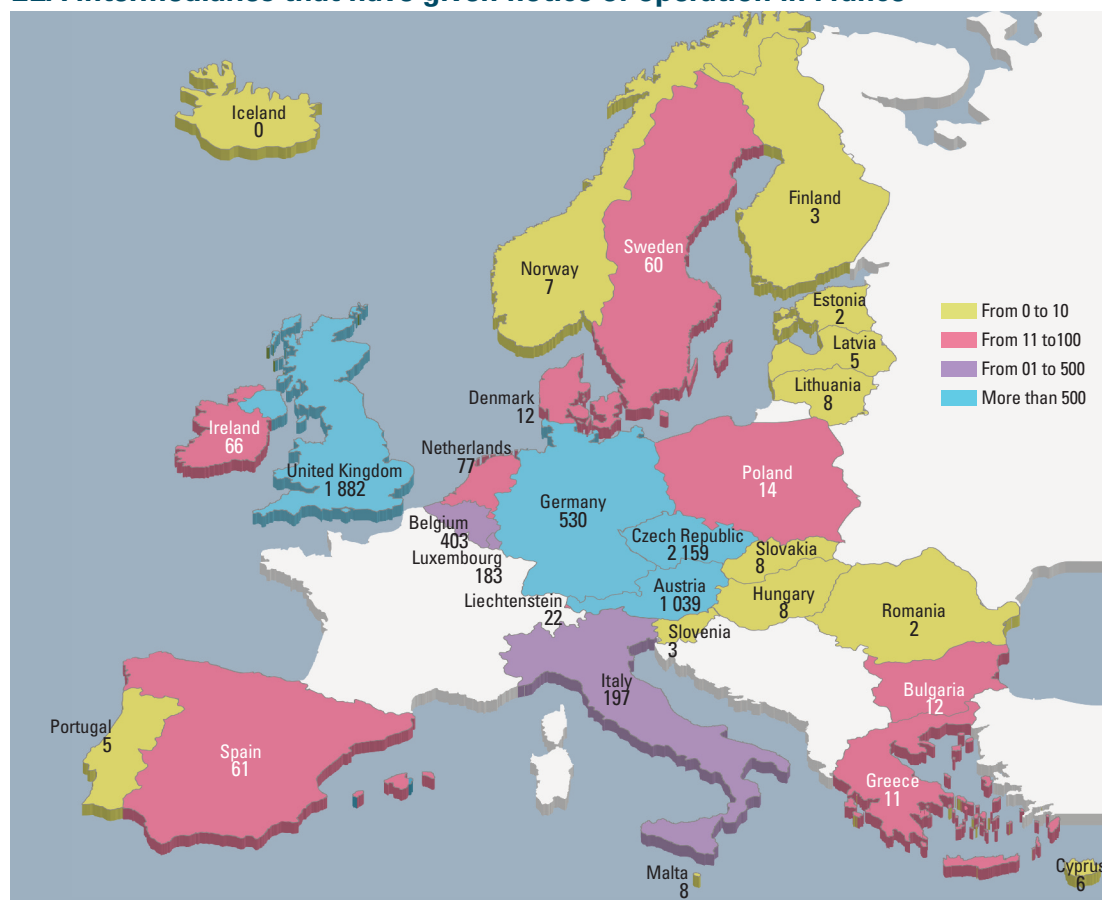 EEA intermediaries that have given notice of operation in France
Iceland
0
Finland
3
Sweden
60
Norway
7
Estonia
2
Latvia
5
Lithuania
8
From 0 to 10
From 11 to100
From 01 to 500
More than 500
Denmark
12
Ireland
66
United Kingdom
1 882
Netherlands
77
Poland
14
Germany
530
Belgium
403
Czech Republic
2 159
Luxembourg
183
Slovakia
8
Austria
1 039
Hungary
8
Liechtenstein
22
Romania
2
Slovenia
3
Italy
197
Bulgaria
12
Portugal
5
Spain
61
Greece
11
Malta
8
Cyprus
6